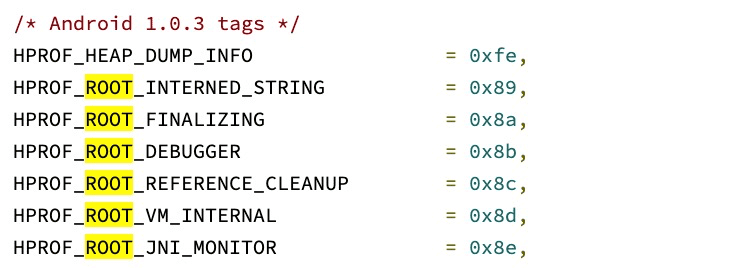 /* Android 1.0.3 tags */
HPROF_HEAP_DUMP_INFO = 0xfe,
HPROF_ROOT_INTERNED_STRING = 0x89,
HPROF_ROOT_FINALIZING = 0x8a,
HPROF_ROOT_DEBUGGER = 0x8b,
HPROF_ROOT_REFERENCE_CLEANUP = 0x8c,
HPROF_ROOT_VM_INTERNAL = 0x8d,
HPROF_ROOT_JNI_MONITOR = 0x8e,